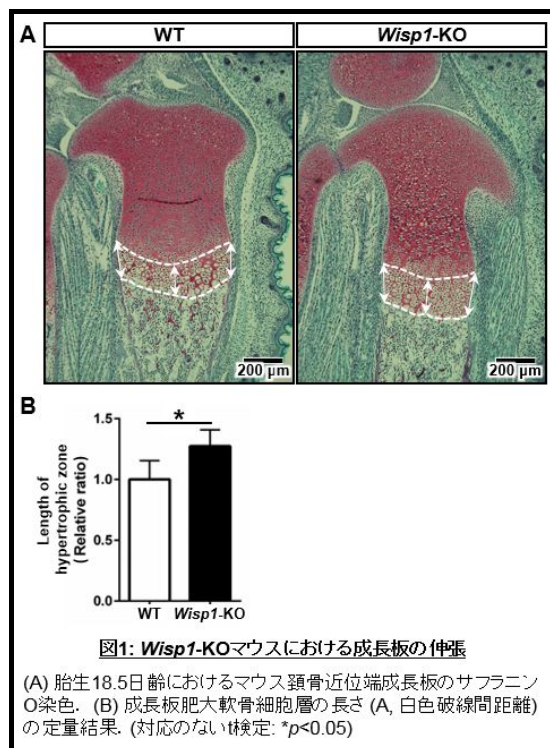 A
WT
Wisp1-KO
200 µm
200 µm
B
Length of
hypertrophic zone
(Relative ratio)
1.5
1.0
0.5
0.0
*
WT
Wisp1-KO
図1: Wisp1-KOマウスにおける成長板の伸張
(A) 胎生18.5日齢におけるマウス頚骨近位端成長板のサフラニン
O染色. (B) 成長板肥大軟骨細胞層の長さ (A, 白色破線間距離)
の定量結果. (対応のないt検定: *p<0.05)